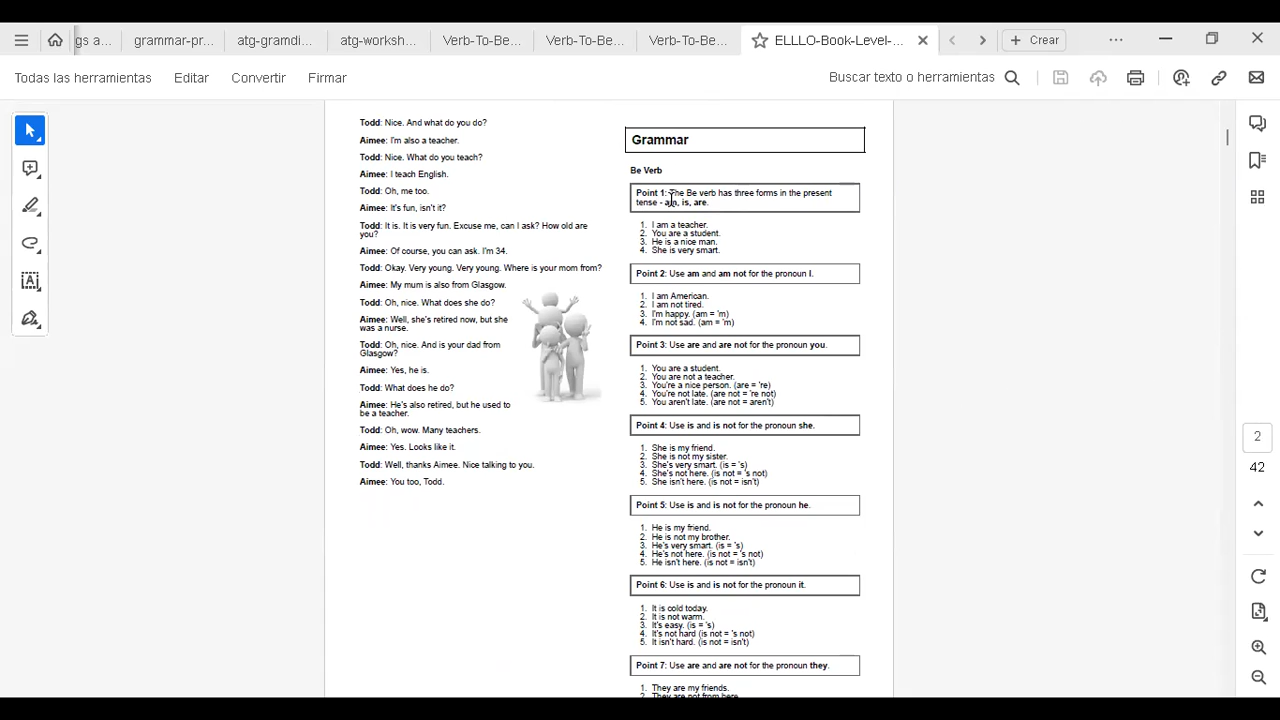 gs a...
grammar-pr...
atg-gramdi...
atg-worksh...
Verb-To-Be...
Verb-To-Be...
Verb-To-Be...
ELLLO-Book-Level-...
Crear
Todas las herramientas
Editar
Convertir
Firmar
Buscar texto o herramientas
Todd: Nice. And what do you do?
Aimee: I'm also a teacher.
Todd: Nice. What do you teach?
Aimee: I teach English.
Todd: Oh, me too.
Aimee: It's fun, isn't it?
Todd: It is. It is very fun. Excuse me, can I ask? How old are
you?
Aimee: Of course, you can ask. I'm 34.
Todd: Okay. Very young. Very young. Where is your mom from?
Aimee: My mum is also from Glasgow.
Todd: Oh, nice. What does she do?
Aimee: Well, she's retired now, but she
was a nurse.
Todd: Oh, nice. And is your dad from
Glasgow?
Aimee: Yes, he is.
Todd: What does he do?
Aimee: He's also retired, but he used to
be a teacher.
Todd: Oh, wow. Many teachers.
Aimee: Yes. Looks like it.
Todd: Well, thanks Aimee. Nice talking to you.
Aimee: You too, Todd.
Grammar
Be Verb
Point 1: The Be verb has three forms in the present
tense - am, is, are.
1. I am a teacher.
2. You are a student.
3. He is a nice man.
4. She is very smart.
Point 2: Use am and am not for the pronoun I.
1. I am American.
2. I am not tired.
3. I'm happy. (am = 'm)
4. I'm not sad. (am = 'm)
Point 3: Use are and are not for the pronoun you.
1. You are a student.
2. You are not a teacher.
3. You're a nice person. (are = 're)
4. You're not late. (are not = 're not)
5. You aren't late. (are not = aren't)
Point 4: Use is and is not for the pronoun she.
1. She is my friend.
2. She is not my sister.
3. She's very smart. (is = 's)
4. She's not here. (is not = 's not)
5. She isn't here. (is not = isn't)
Point 5: Use is and is not for the pronoun he.
1. He is my friend.
2. He is not my brother.
3. He's very smart. (is = 's)
4. He's not here. (is not = 's not)
5. He isn't here. (is not = isn't)
Point 6: Use is and is not for the pronoun it.
1. It is cold today.
2. It is not warm.
3. It's easy. (is = 's)
4. It's not hard (is not = 's not)
5. It isn't hard. (is not = isn't)
Point 7: Use are and are not for the pronoun they.
1. They are my friends.
2. They are not from here.
2
42